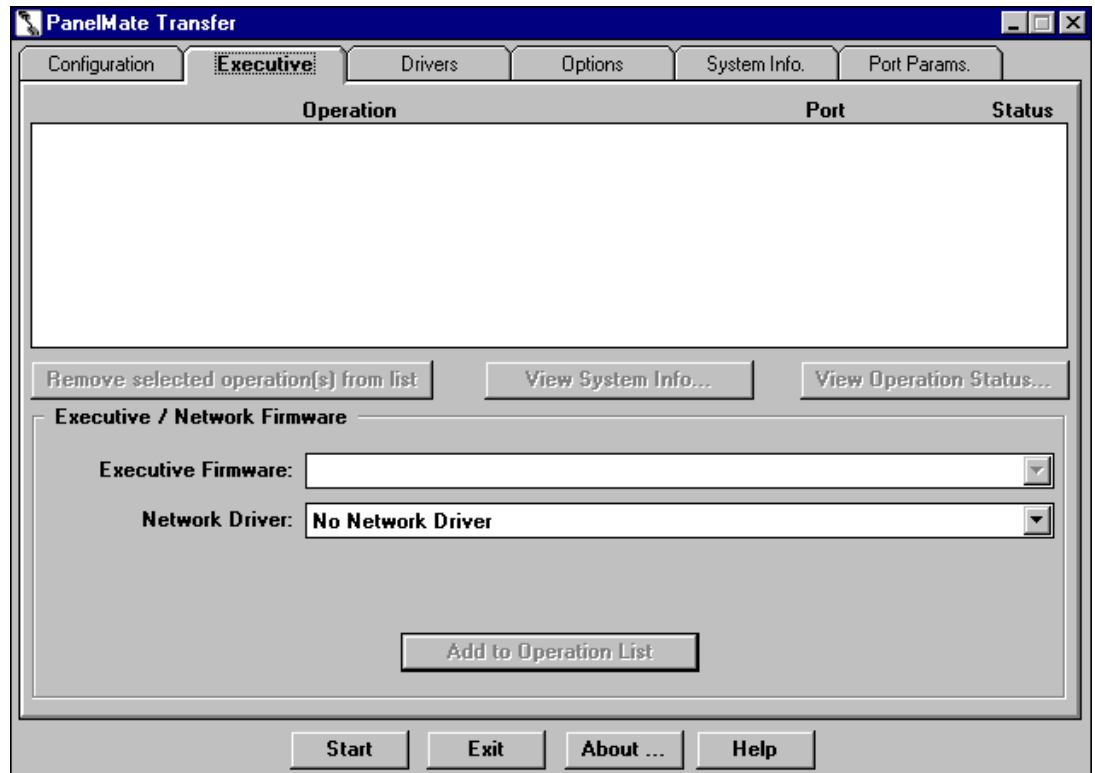 PanelMate Transfer
Configuration Executive Drivers Options System Info. Port Params.
Operation Port Status
Remove selected operation(s) from list View System Info... View Operation Status...
Executive / Network Firmware
Executive Firmware:
Network Driver: No Network Driver
Add to Operation List
Start Exit About ... Help